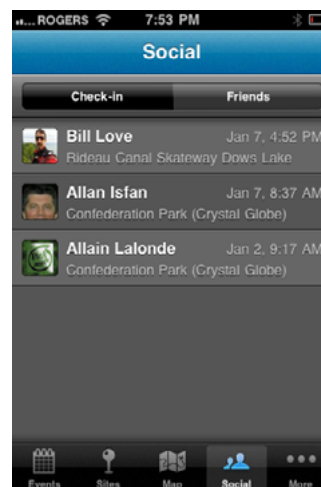 ....ROGERS 7:53 PM
Social
Check-in Friends
Bill Love Jan 7, 4:52 PM
Rideau Canal Skateway Dows Lake
Allan Isfan Jan 7, 8:37 AM
Confederation Park (Crystal Globe)
Allain Lalonde Jan 2, 9:17 AM
Confederation Park (Crystal Globe)
Events Sites Map Social More